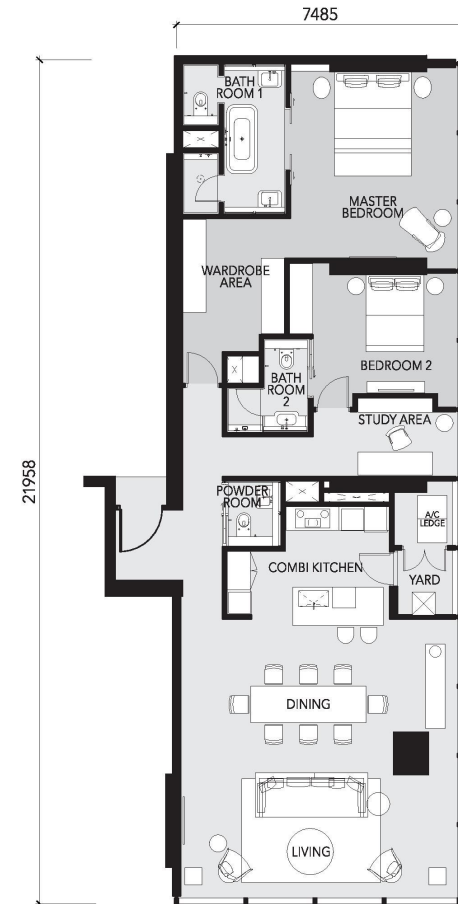 7485
BATH
ROOM 1
MASTER
BEDROOM
WARDROBE
AREA
BEDROOM 2
BATH
2
ROOM
STUDY AREA
21958
POWDER
ROOM
A/C
LEDGE
COMBI KITCHEN
YARD
DINING
LIVING